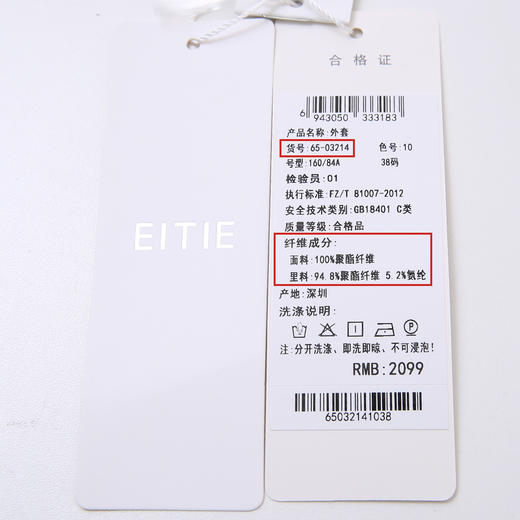 EITIE
合格证
6 943050 333183
产品名称:外套
货号:65-03214 色号:10
号型:160/84A 38码
检验员:01
执行标准:FZ/T 81007-2012
安全技术类别:GB18401 C类
质量等级:合格品
纤维成分:
面料:100%聚酯纤维
里料:94.8%聚酯纤维 5.2%氨纶
产地:深圳
洗涤说明:
注:分开洗涤、即洗即晾、不可浸泡!
RMB:2099
65032141038